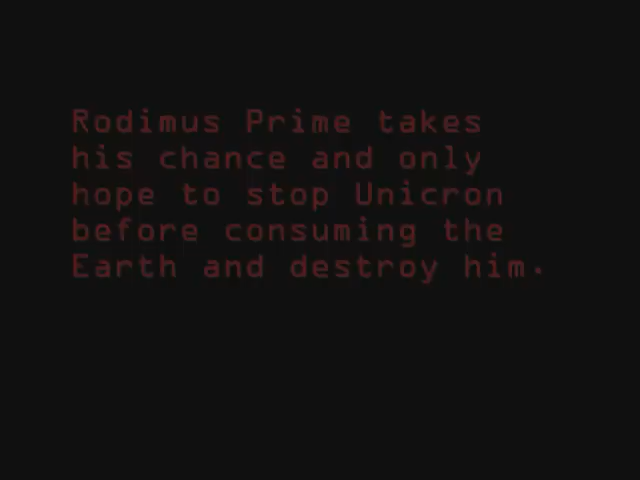 Rodimus Prime takes
his chance and only
hope to stop Unicron
before consuming the
Earth and destroy him.